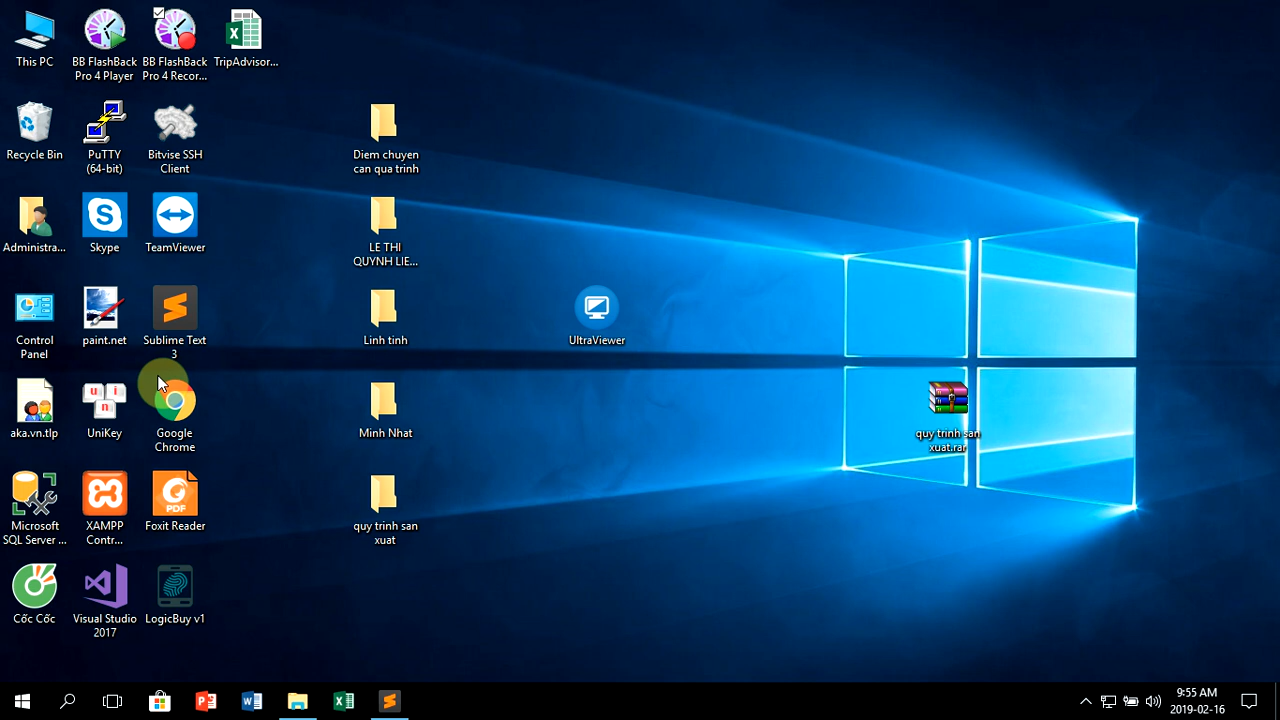 This PC
BB FlashBack
Pro 4 Player
BB FlashBack
Pro 4 Recor...
TripAdvisor...
Recycle Bin
PuTTY
(64-bit)
Bitvise SSH
Client
Diem chuyen
can qua trinh
Administra...
Skype
TeamViewer
LE THI
QUYNH LIE...
Control
Panel
paint.net
Sublime Text
3
Linh tinh
UltraViewer
aka.vn.tlp
u i
n
UniKey
Google
Chrome
Minh Nhat
quy trinh san
xuat.rar
Microsoft
SQL Server ...
XAMPP
Contr...
PDF
Foxit Reader
quy trinh san
xuat
Cốc Cốc
Visual Studio
2017
LogicBuy v1
9:55 AM
2019-02-16